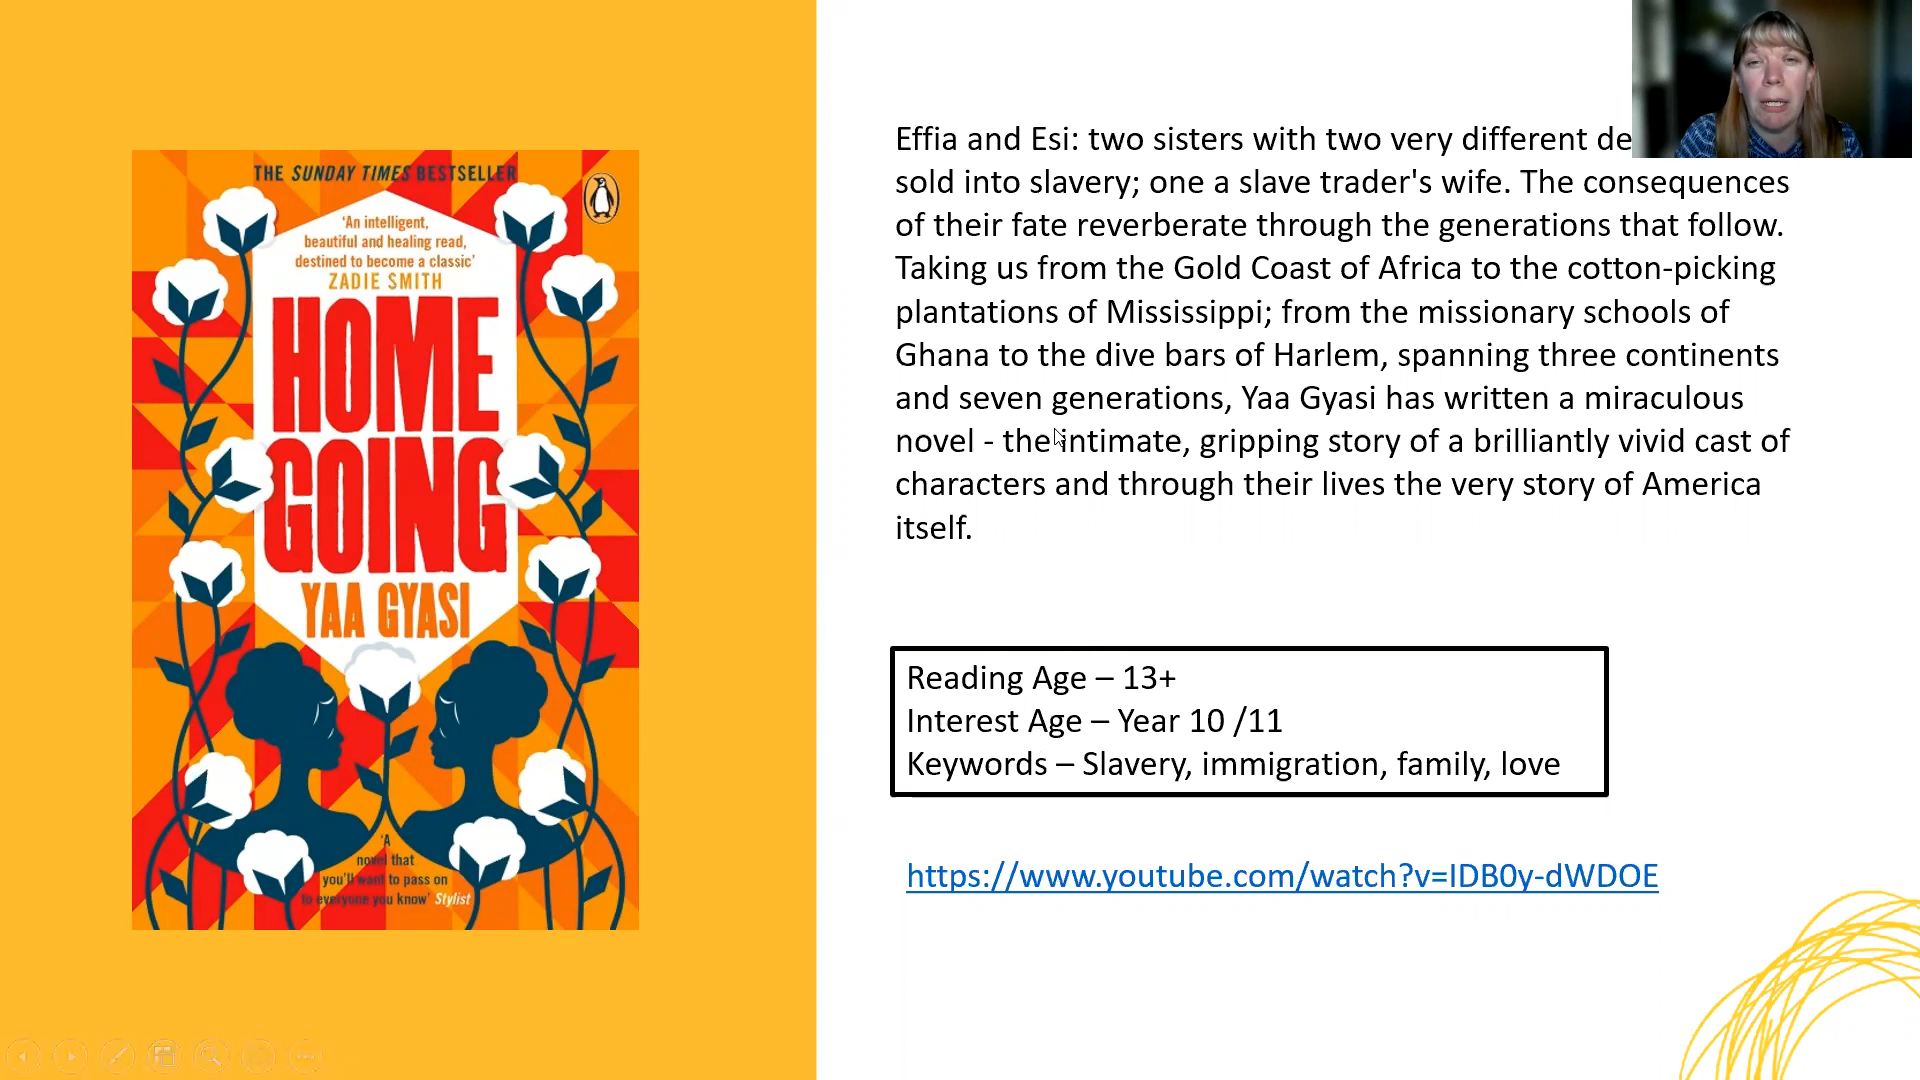 THE SUNDAY TIMES BESTSELLER
'An intelligent,
beautiful and healing read,
destined to become a classic'
ZADIE SMITH
HOME
GOING
YAA GYASI
'A
novel that
you'll want to pass on
to everyone you know' Stylist
Effia and Esi: two sisters with two very different de
sold into slavery; one a slave trader's wife. The consequences
of their fate reverberate through the generations that follow.
Taking us from the Gold Coast of Africa to the cotton-picking
plantations of Mississippi; from the missionary schools of
Ghana to the dive bars of Harlem, spanning three continents
and seven generations, Yaa Gyasi has written a miraculous
novel - the intimate, gripping story of a brilliantly vivid cast of
characters and through their lives the very story of America
itself.
Reading Age – 13+
Interest Age – Year 10 /11
Keywords – Slavery, immigration, family, love
https://www.youtube.com/watch?v=IDB0y-dWDOE